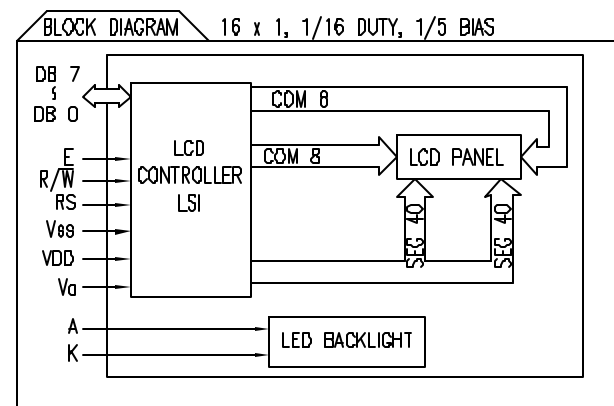 BLOCK DIAGRAM 16 x 1, 1/16 DUTY, 1/5 BIAS
DB 7
DB 0
E
R/W
RS
Vss
VDD
Va
A
K
LCD
CONTROLLER
LSI
COM 8
COM 8
LCD PANEL
SEG 40
SEG 40
LED BACKLIGHT